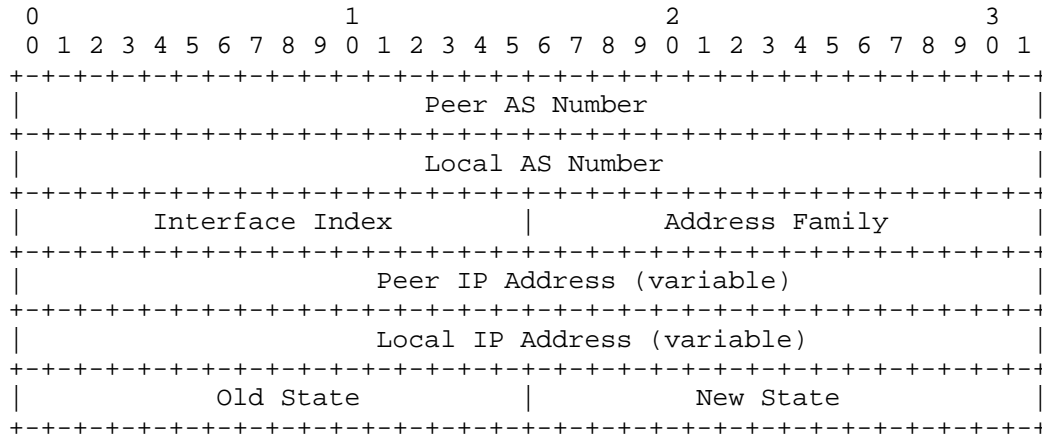 0                   1                   2                   3
 0 1 2 3 4 5 6 7 8 9 0 1 2 3 4 5 6 7 8 9 0 1 2 3 4 5 6 7 8 9 0 1
+-+-+-+-+-+-+-+-+-+-+-+-+-+-+-+-+-+-+-+-+-+-+-+-+-+-+-+-+-+-+-+-+
|                         Peer AS Number                        |
+-+-+-+-+-+-+-+-+-+-+-+-+-+-+-+-+-+-+-+-+-+-+-+-+-+-+-+-+-+-+-+-+
|                         Local AS Number                       |
+-+-+-+-+-+-+-+-+-+-+-+-+-+-+-+-+-+-+-+-+-+-+-+-+-+-+-+-+-+-+-+-+
|        Interface Index        |        Address Family         |
+-+-+-+-+-+-+-+-+-+-+-+-+-+-+-+-+-+-+-+-+-+-+-+-+-+-+-+-+-+-+-+-+
|                      Peer IP Address (variable)               |
+-+-+-+-+-+-+-+-+-+-+-+-+-+-+-+-+-+-+-+-+-+-+-+-+-+-+-+-+-+-+-+-+
|                      Local IP Address (variable)              |
+-+-+-+-+-+-+-+-+-+-+-+-+-+-+-+-+-+-+-+-+-+-+-+-+-+-+-+-+-+-+-+-+
|            Old State          |          New State            |
+-+-+-+-+-+-+-+-+-+-+-+-+-+-+-+-+-+-+-+-+-+-+-+-+-+-+-+-+-+-+-+-+